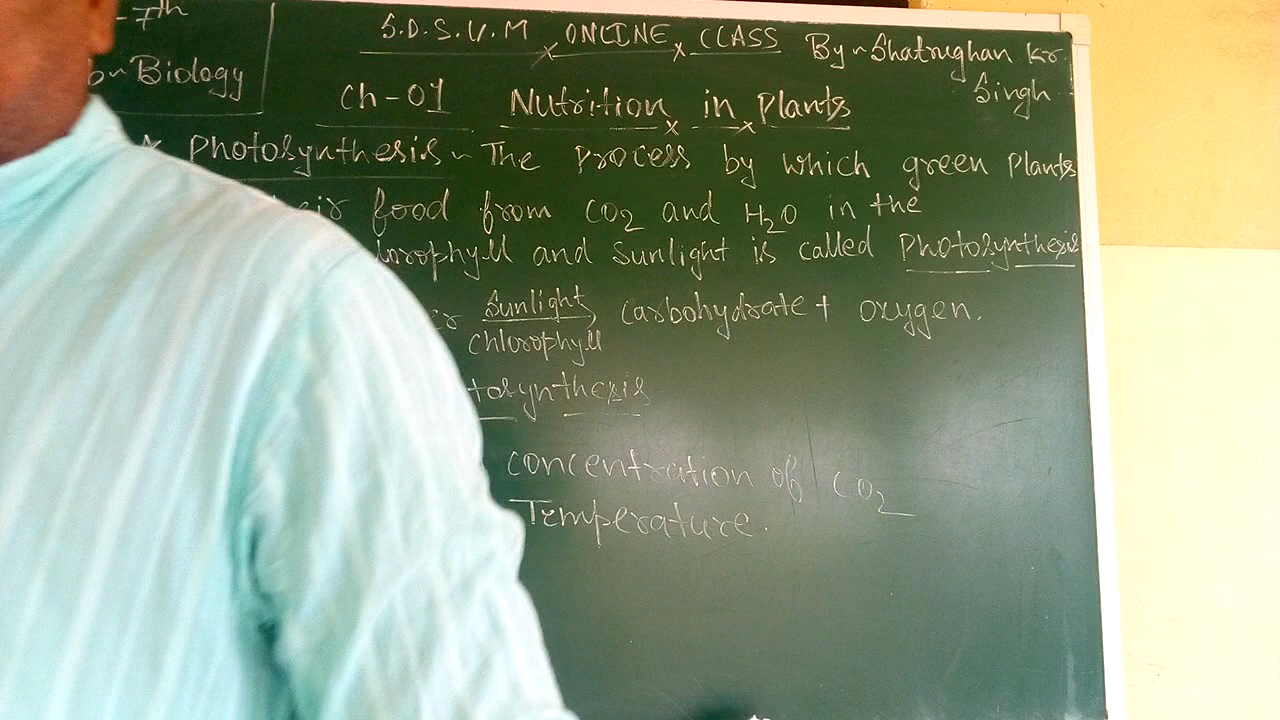 -7th
S.D.S.V.M ONLINE CLASS By~Shatrughan Kr.
Singh
Biology
Ch-01 Nutrition in Plants
Photosynthesis ~ The Process by which green Plants
food from CO2 and H2O in the
and Sunlight is called Photosynthesis
Sunlight carbohydrate + oxygen.
Chlorophyll
concentration of CO2
Temperature.